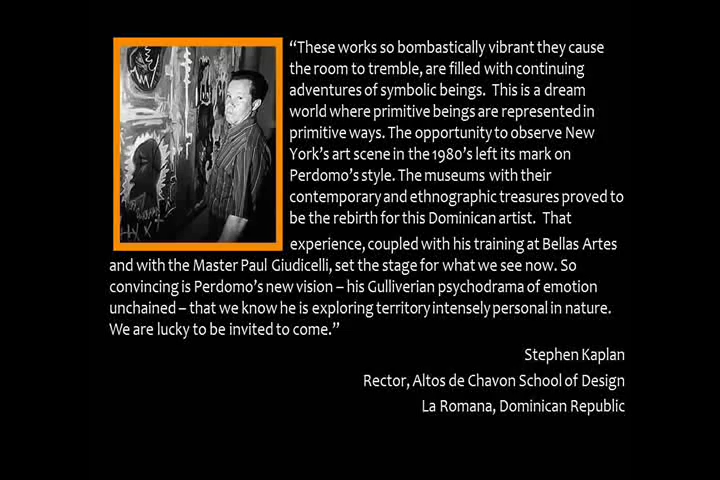 “These works so bombastically vibrant they cause
the room to tremble, are filled with continuing
adventures of symbolic beings. This is a dream
world where primitive beings are represented in
primitive ways. The opportunity to observe New
York’s art scene in the 1980’s left its mark on
Perdomo’s style. The museums with their
contemporary and ethnographic treasures proved to
be the rebirth for this Dominican artist. That
experience, coupled with his training at Bellas Artes
and with the Master Paul Giudicelli, set the stage for what we see now. So
convincing is Perdomo’s new vision – his Gulliverian psychodrama of emotion
unchained – that we know he is exploring territory intensely personal in nature.
We are lucky to be invited to come.”
Stephen Kaplan
Rector, Altos de Chavon School of Design
La Romana, Dominican Republic